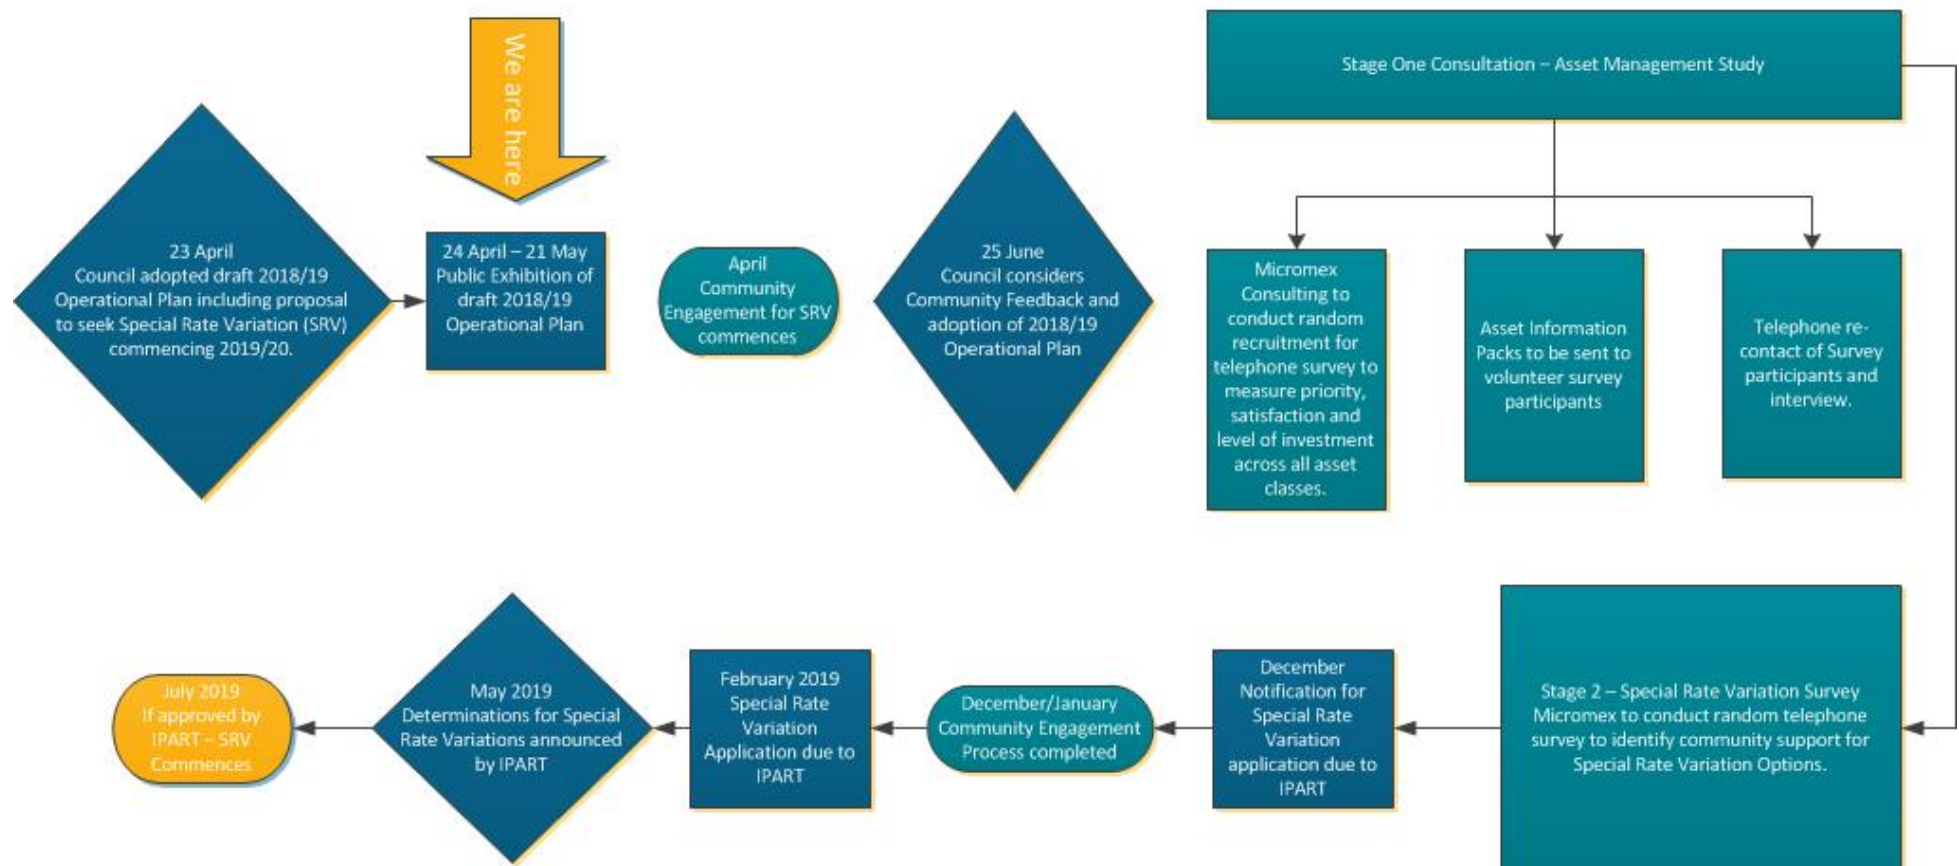 We are here
23 April
Council adopted draft 2018/19
Operational Plan including proposal
to seek Special Rate Variation (SRV)
commencing 2019/20.
24 April – 21 May
Public Exhibition of
draft 2018/19
Operational Plan
April
Community
Engagement for SRV
commences
25 June
Council considers
Community Feedback and
adoption of 2018/19
Operational Plan
Stage One Consultation – Asset Management Study
Micromex
Consulting to
conduct random
recruitment for
telephone survey to
measure priority,
satisfaction and
level of investment
across all asset
classes.
Asset Information
Packs to be sent to
volunteer survey
participants
Telephone re-
contact of Survey
participants and
interview.
Stage 2 – Special Rate Variation Survey
Micromex to conduct random telephone
survey to identify community support for
Special Rate Variation Options.
December
Notification for
Special Rate
Variation
application due to
IPART
December/January
Community Engagement
Process completed
February 2019
Special Rate
Variation
Application due to
IPART
May 2019
Determinations for Special
Rate Variations announced
by IPART
July 2019
If approved by
IPART – SRV
Commences